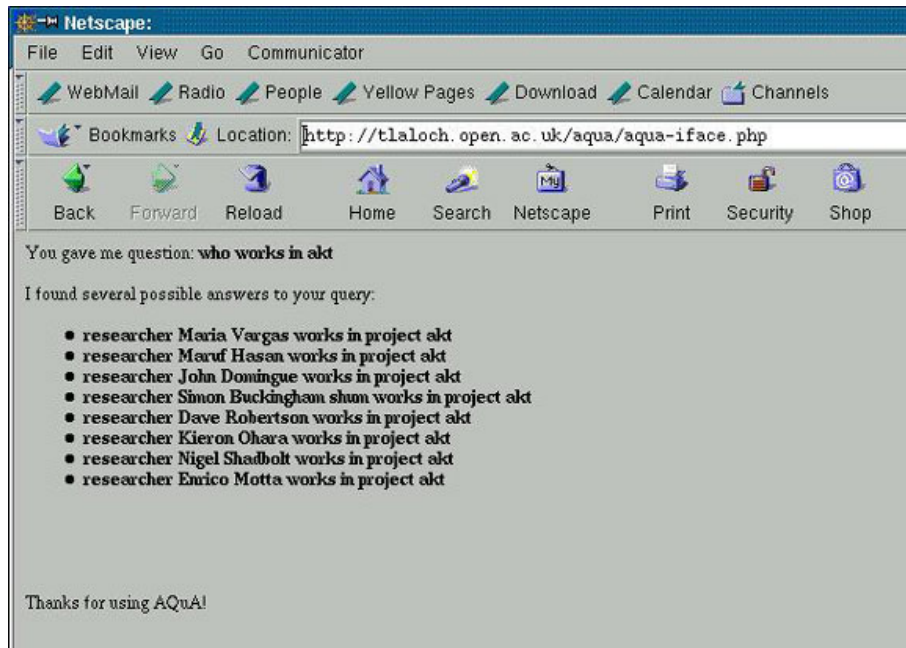 Netscape:
File Edit View Go Communicator
WebMail Radio People Yellow Pages Download Calendar Channels
Bookmarks Location: http://tlaloch.open.ac.uk/aqua/aqua-iface.php
My
Back Forward Reload Home Search Netscape Print Security Shop
You gave me question: who works in akt
I found several possible answers to your query:
• researcher Maria Vargas works in project akt
• researcher Maruf Hasan works in project akt
• researcher John Domingue works in project akt
• researcher Simon Buckingham shum works in project akt
• researcher Dave Robertson works in project akt
• researcher Kieron Ohara works in project akt
• researcher Nigel Shadbolt works in project akt
• researcher Enrico Motta works in project akt
Thanks for using AQuA!